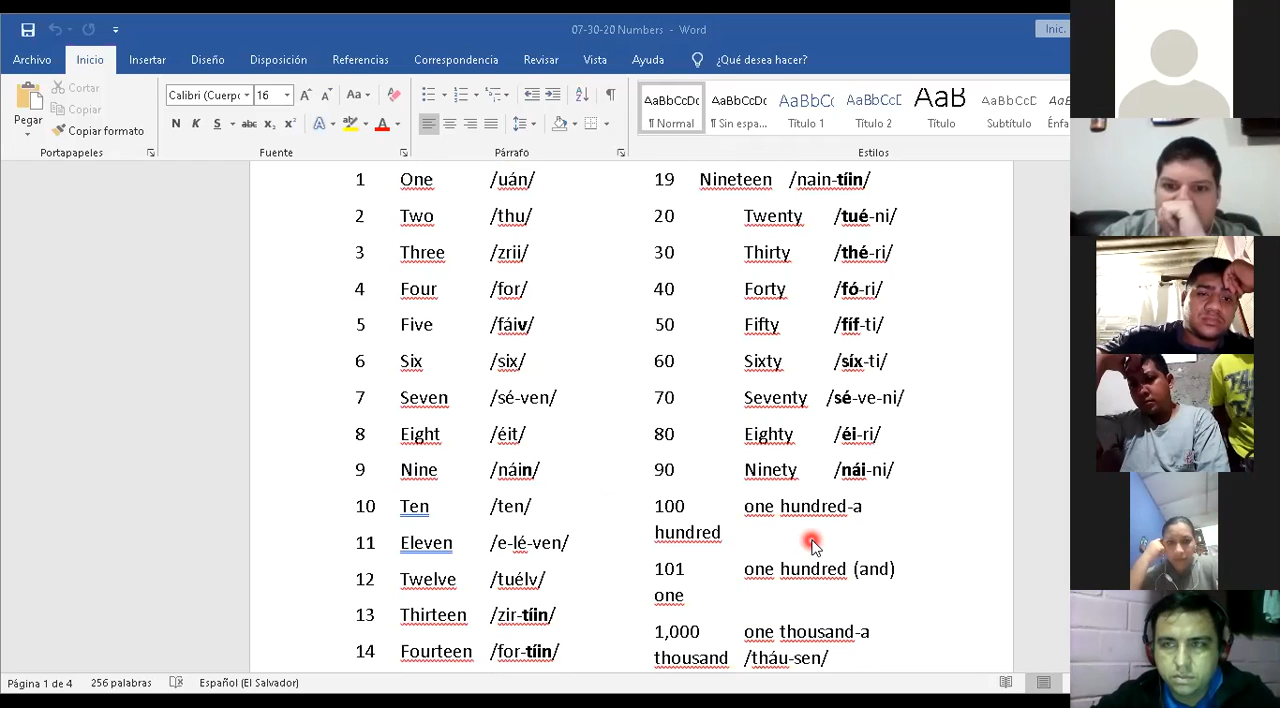 07-30-20 Numbers - Word
Inic.
Archivo Inicio Insertar Diseño Disposición Referencias Correspondencia Revisar Vista Ayuda ¿Qué desea hacer?
Pegar
Cortar
Copiar
Copiar formato
Portapapeles
Calibri (Cuerpo 16
Fuente
Párrafo
AaBbCcDc AaBbCcDc AaBbCc AaBbCcD AaB AaBbCcD AaBbCcDc
¶ Normal ¶ Sin espa... Título 1 Título 2 Título Subtítulo Énfa
Estilos
1 One /uán/
2 Two /thu/
3 Three /zrii/
4 Four /for/
5 Five /fáiv/
6 Six /six/
7 Seven /sé-ven/
8 Eight /éit/
9 Nine /náin/
10 Ten /ten/
11 Eleven /e-lé-ven/
12 Twelve /tuélv/
13 Thirteen /zir-tíin/
14 Fourteen /for-tíin/
19 Nineteen /nain-tíin/
20 Twenty /tué-ni/
30 Thirty /thé-ri/
40 Forty /fó-ri/
50 Fifty /fíf-ti/
60 Sixty /síx-ti/
70 Seventy /sé-ve-ni/
80 Eighty /éi-ri/
90 Ninety /nái-ni/
100 one hundred-a
hundred
101 one hundred (and)
one
1,000 one thousand-a
thousand /tháu-sen/
Página 1 de 4 256 palabras Español (El Salvador)